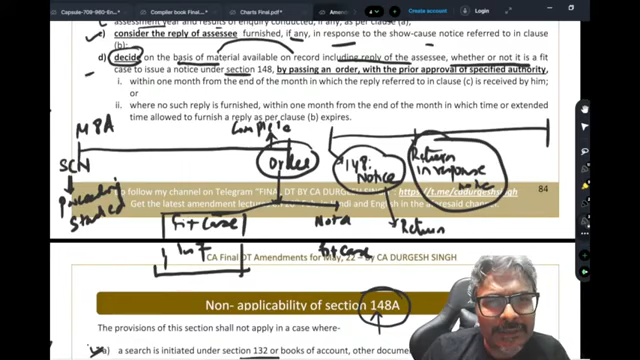 Capsule -709 -960-En...
Compiler book Final
Charts Final Imag...
Amendm
assessment year and results of enquiry conducted, if any, as per clause (a);
c) consider the reply of assessee furnished, if any, in response to the show-cause notice referred to in clause
(b);
d) decide on the basis of material available on record including reply of the assessee, whether or not it is a fit
case to issue a notice under section 148, by passing an order, with the prior approval of specified authority,
i. within one month from the end of the month in which the reply referred to in clause (c) is received by him;
or
ii. where no such reply is furnished, within one month from the end of the month in which time or extended
time allowed to furnish a reply as per clause (b) expires.
Complete
SCN
order
148 Notice
Return in response
Proceeding Started
Return
Fit Case
Not a
Fit Case
To follow my channel on Telegram "FINAL DT BY CA DURGESH SINGH"
https://t.me/cadurgeshsingh
84
Get the latest amendment lectures
and English in the aforesaid channel
CA Final DT Amendments for May, 22 – by CA DURGESH SINGH
Non- applicability of section 148A
The provisions of this section shall not apply in a case where-
a) a search is initiated under section 132 or books of account, other docume